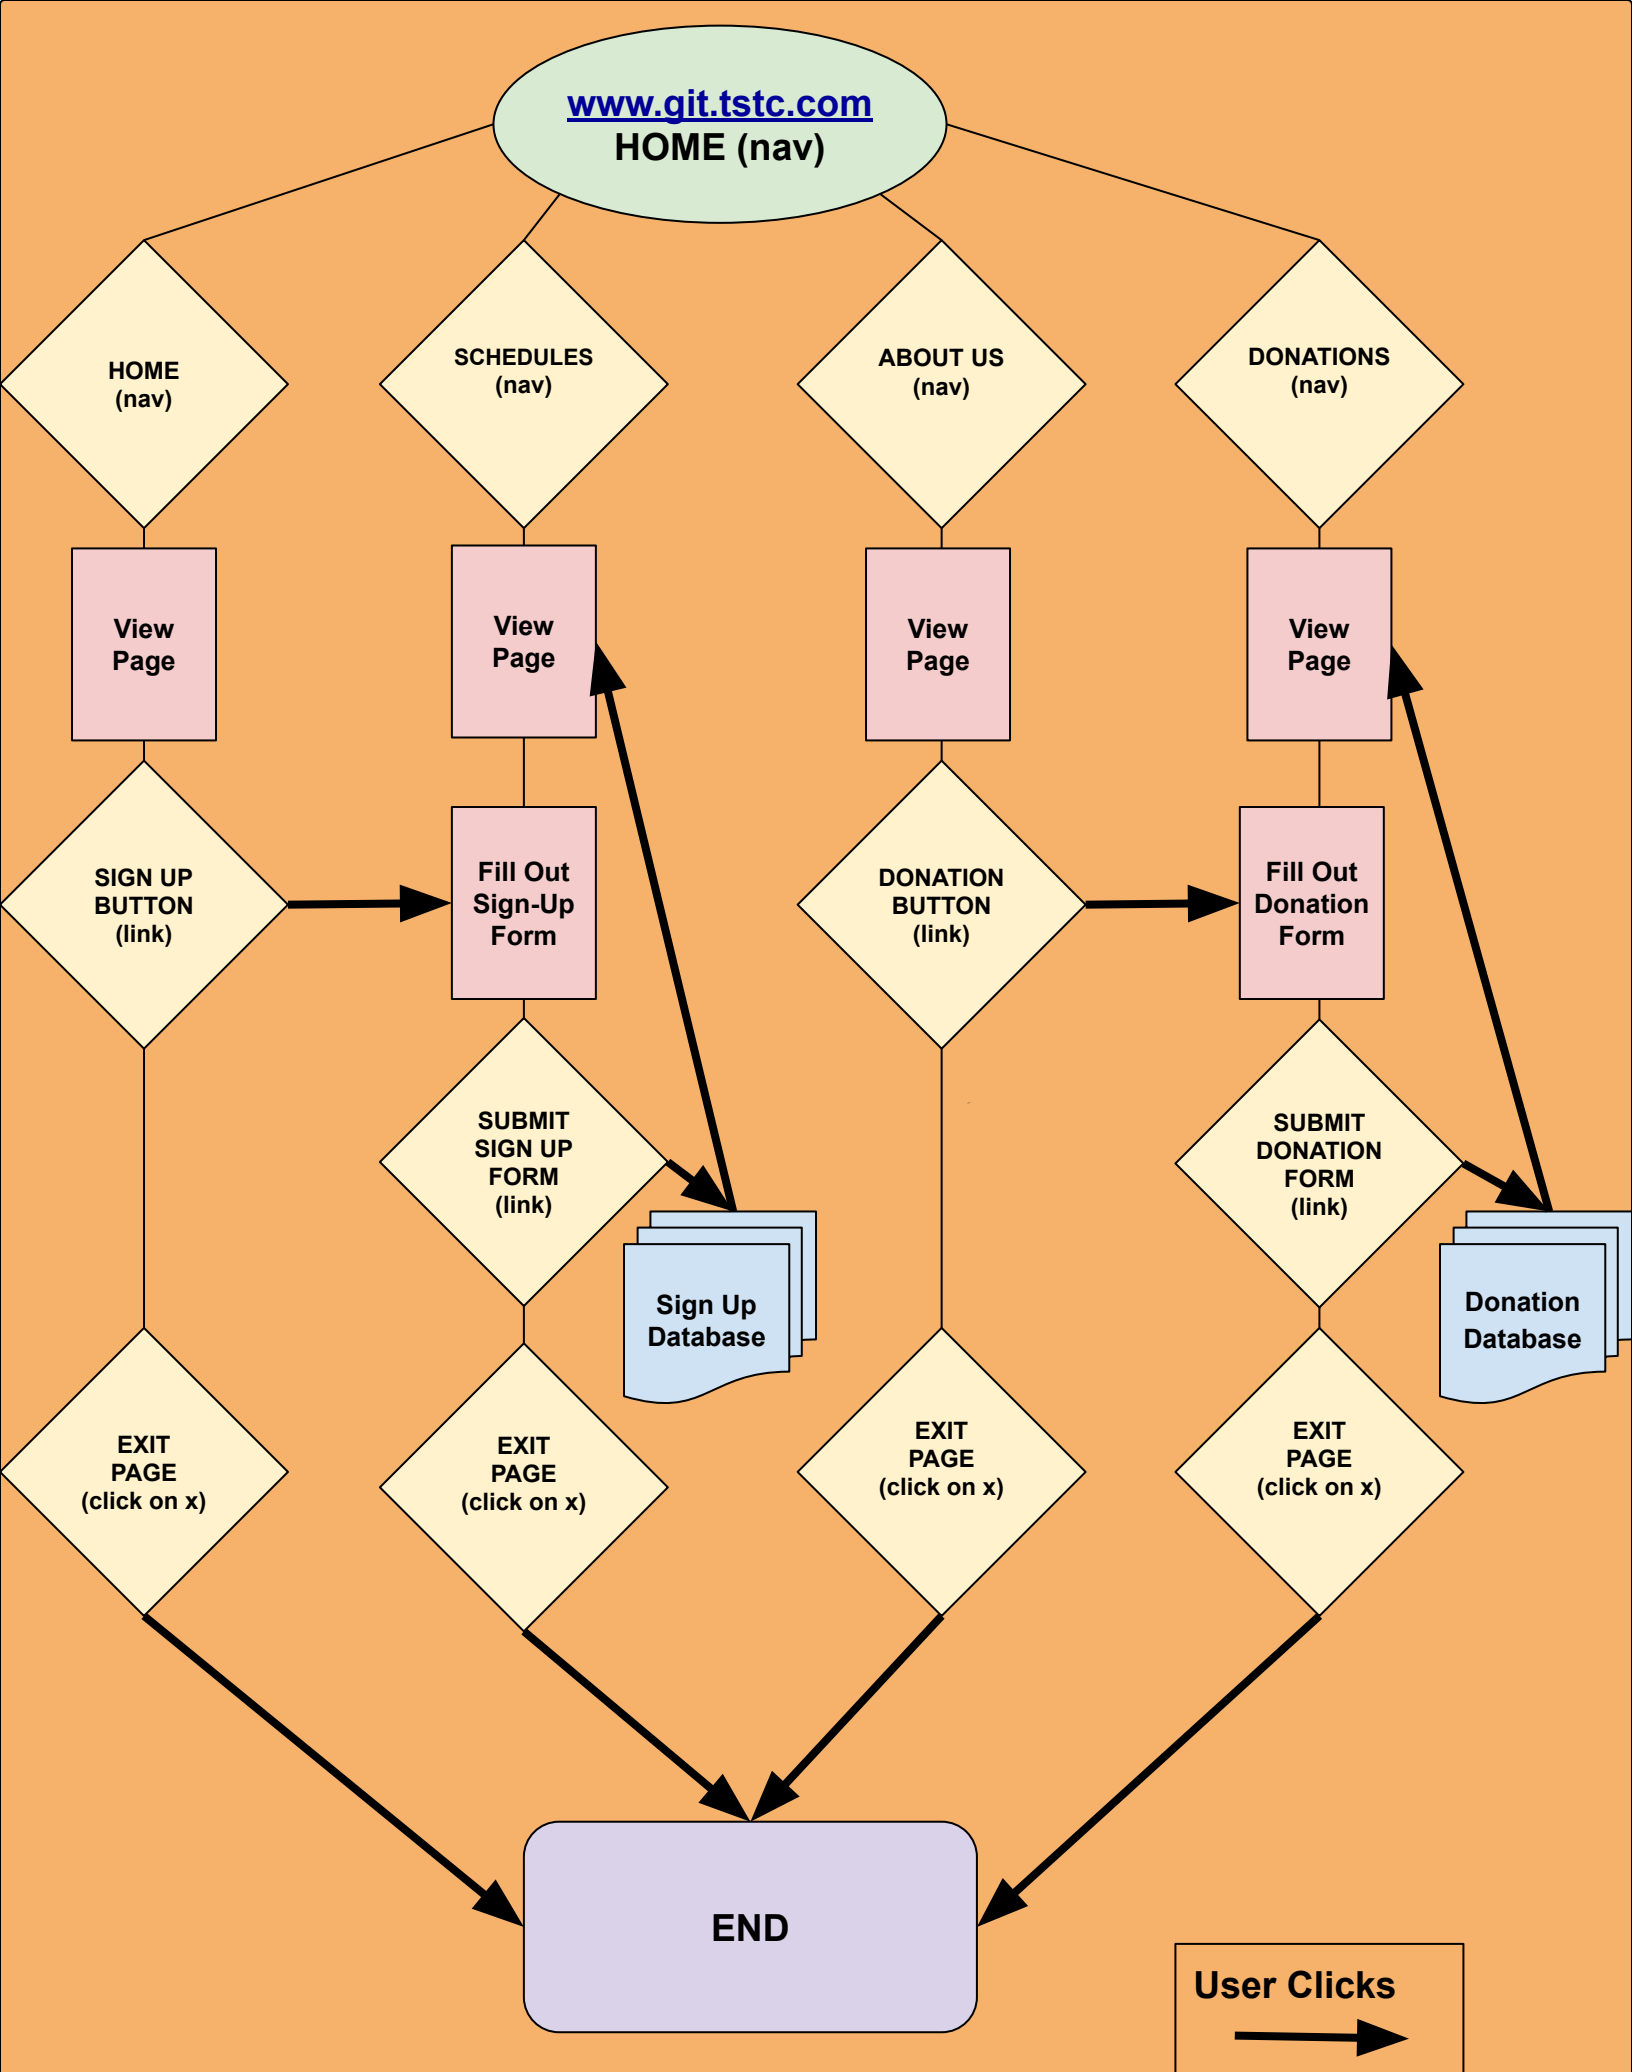 www.git.tstc.com
HOME (nav)
HOME
(nav)
SCHEDULES
(nav)
ABOUT US
(nav)
DONATIONS
(nav)
View
Page
View
Page
View
Page
View
Page
SIGN UP
BUTTON
(link)
Fill Out
Sign-Up
Form
DONATION
BUTTON
(link)
Fill Out
Donation
Form
SUBMIT
SIGN UP
FORM
(link)
SUBMIT
DONATION
FORM
(link)
Sign Up
Database
Donation
Database
EXIT
PAGE
(click on x)
EXIT
PAGE
(click on x)
EXIT
PAGE
(click on x)
EXIT
PAGE
(click on x)
END
User Clicks